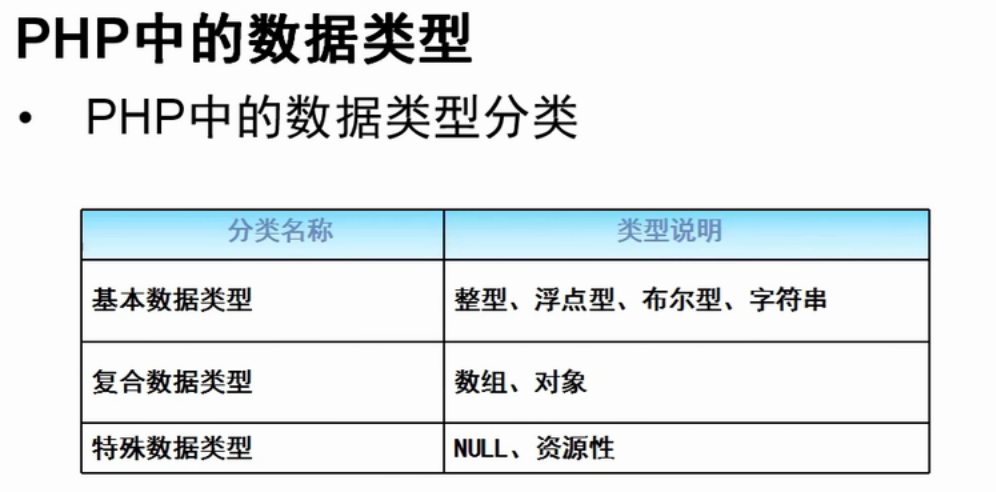 PHP中的数据类型
• PHP中的数据类型分类
分类名称 类型说明
基本数据类型 整型、浮点型、布尔型、字符串
复合数据类型 数组、对象
特殊数据类型 NULL、资源性